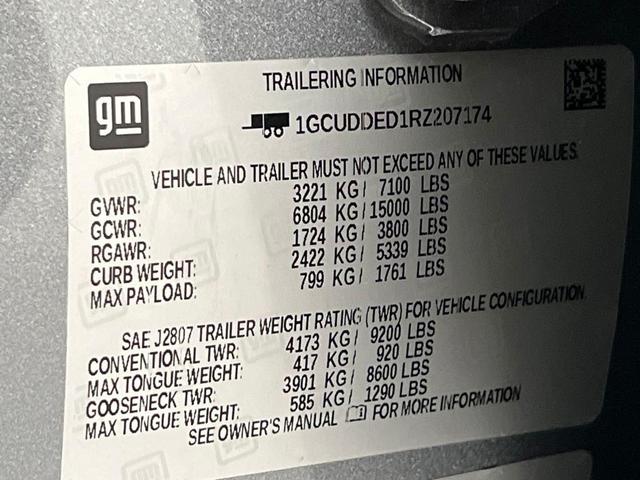 gm
TRAILERING INFORMATION
1GCUDDED1RZ207174
VEHICLE AND TRAILER MUST NOT EXCEED ANY OF THESE VALUES.
GVWR: 3221 KG / 7100 LBS
GCWR: 6804 KG / 15000 LBS
RGAWR: 1724 KG / 3800 LBS
CURB WEIGHT: 2422 KG / 5339 LBS
MAX PAYLOAD: 799 KG / 1761 LBS
SAE J2807 TRAILER WEIGHT RATING (TWR) FOR VEHICLE CONFIGURATION.
CONVENTIONAL TWR: 4173 KG / 9200 LBS
MAX TONGUE WEIGHT: 417 KG / 920 LBS
GOOSENECK TWR: 3901 KG / 8600 LBS
MAX TONGUE WEIGHT: 585 KG / 1290 LBS
SEE OWNER'S MANUAL FOR MORE INFORMATION